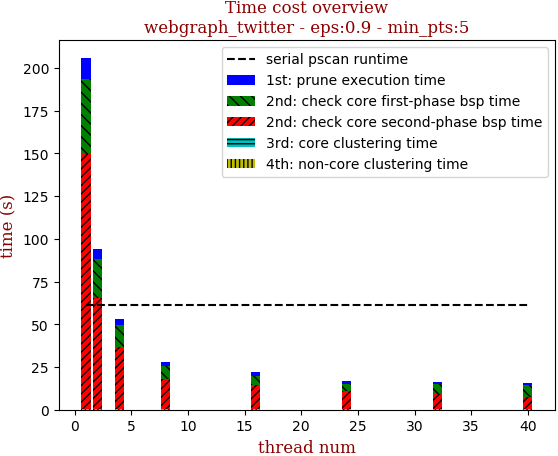 Time cost overview
webgraph_twitter - eps:0.9 - min_pts:5
serial pscan runtime
1st: prune execution time
2nd: check core first-phase bsp time
2nd: check core second-phase bsp time
3rd: core clustering time
4th: non-core clustering time
time (s)
200
175
150
125
100
75
50
25
0
0 5 10 15 20 25 30 35 40
thread num